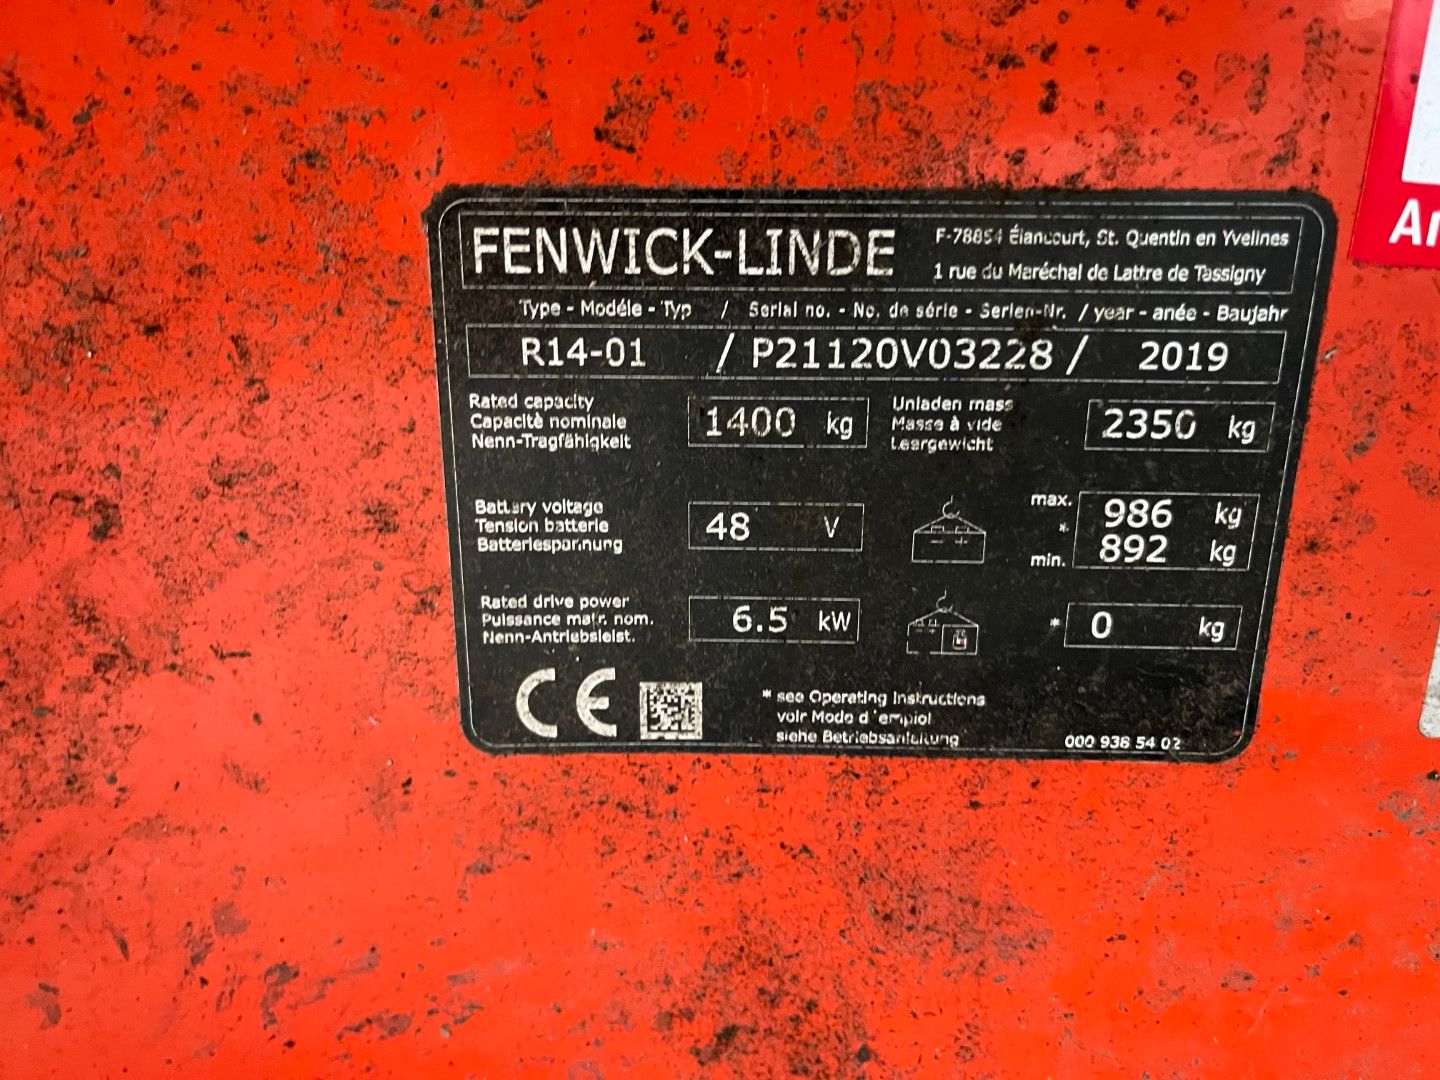 FENWICK-LINDE
F-78854 Élancourt, St. Quentin en Yvelines
1 rue du Maréchal de Lattre de Tassigny
Type - Modéle - Typ / Serial no. - No. de série - Serien-Nr. / year - anée - Baujahr
R14-01 / P21120V03228 / 2019
Rated capacity
Capacitè nominale
Nenn-Tragfähigkeit
1400 kg
Unladen mass
Masse à vide
Leergewicht
2350 kg
Battery voltage
Tension batterie
Batteriespannung
48 V
max.
*
min.
986 kg
892 kg
Rated drive power
Puissance motr. nom.
Nenn-Antriebsleist.
6.5 kW
* 0 kg
CE
* see Operating Instructions
voir Mode d´emploi
siehe Betriebsanleitung
000 936 54 02